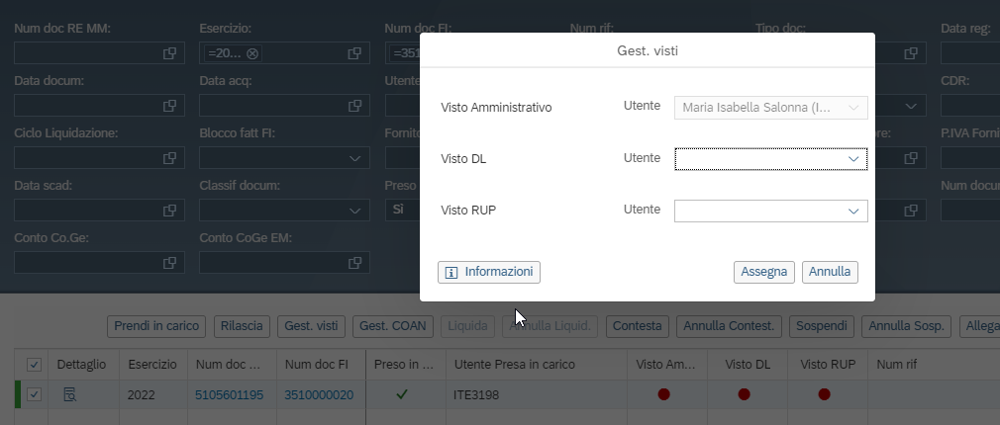 Num doc RE MM:
Esercizio:
Num doc FI:
Num rif:
Tipo doc:
Data reg:
=20...
=351
Gest. visti
Data docum:
Data acq:
Utente
CDR:
Visto Amministrativo
Utente
Maria Isabella Salonna (I...
Ciclo Liquidazione:
Blocco fatt FI:
Fornito
re:
P.IVA Forni
Visto DL
Utente
Data scad:
Classif docum:
Preso
Num docu
Si
Visto RUP
Utente
Conto Co.Ge:
Conto CoGe EM:
Informazioni
Assegna
Annulla
Prendi in carico
Rilascia
Gest. visti
Gest. COAN
Liquida
Annulla Liquid.
Contesta
Annulla Contest.
Sospendi
Annulla Sosp.
Allega
Dettaglio
Esercizio
Num doc ...
Num doc FI
Preso in ...
Utente Presa in carico
Visto Am...
Visto DL
Visto RUP
Num rif
2022
5105601195
3510000020
ITE3198